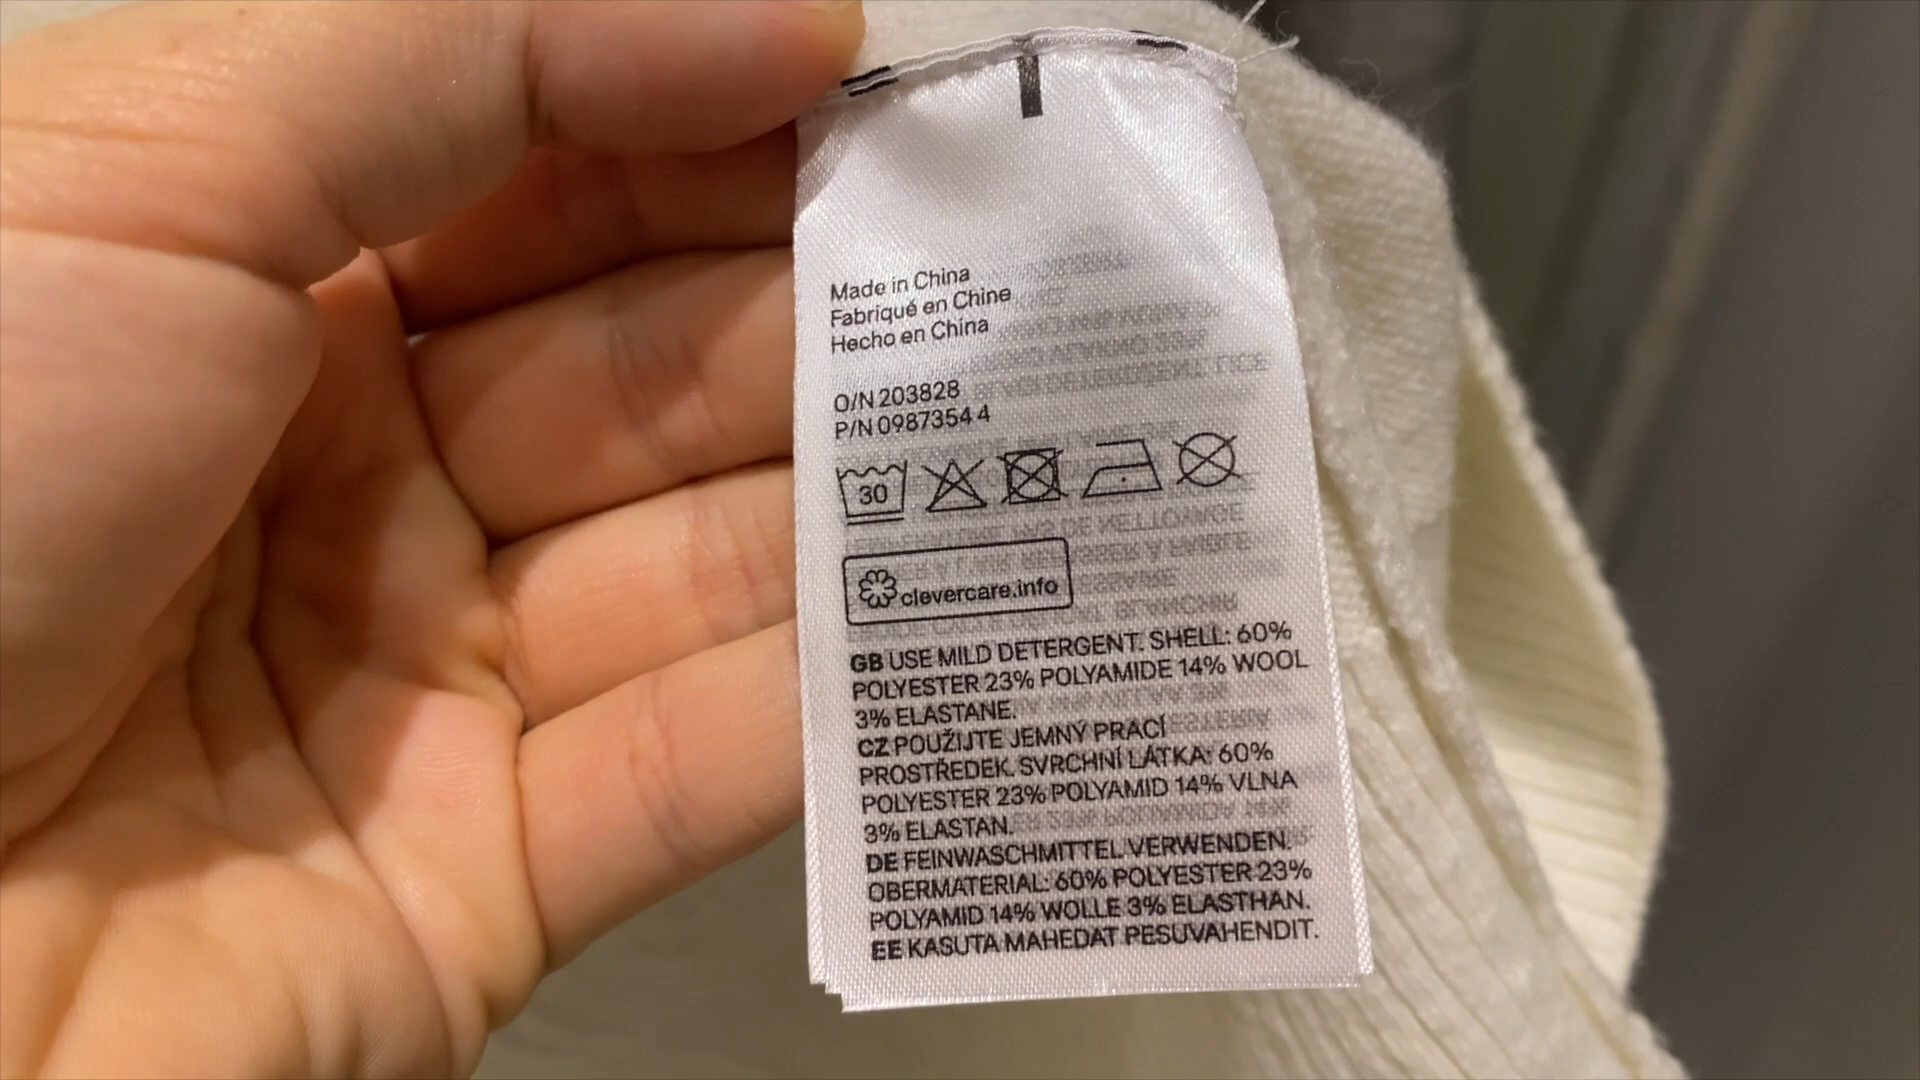 Made in China
Fabriqué en Chine
Hecho en China
O/N 203828
P/N 0987354 4
30
clevercare.info
GB USE MILD DETERGENT. SHELL: 60%
POLYESTER 23% POLYAMIDE 14% WOOL
3% ELASTANE.
CZ POUŽIJTE JEMNÝ PRACÍ
PROSTŘEDEK. SVRCHNÍ LÁTKA: 60%
POLYESTER 23% POLYAMID 14% VLNA
3% ELASTAN.
DE FEINWASCHMITTEL VERWENDEN.
OBERMATERIAL: 60% POLYESTER 23%
POLYAMID 14% WOLLE 3% ELASTHAN.
EE KASUTA MAHEDAT PESUVAHENDIT.